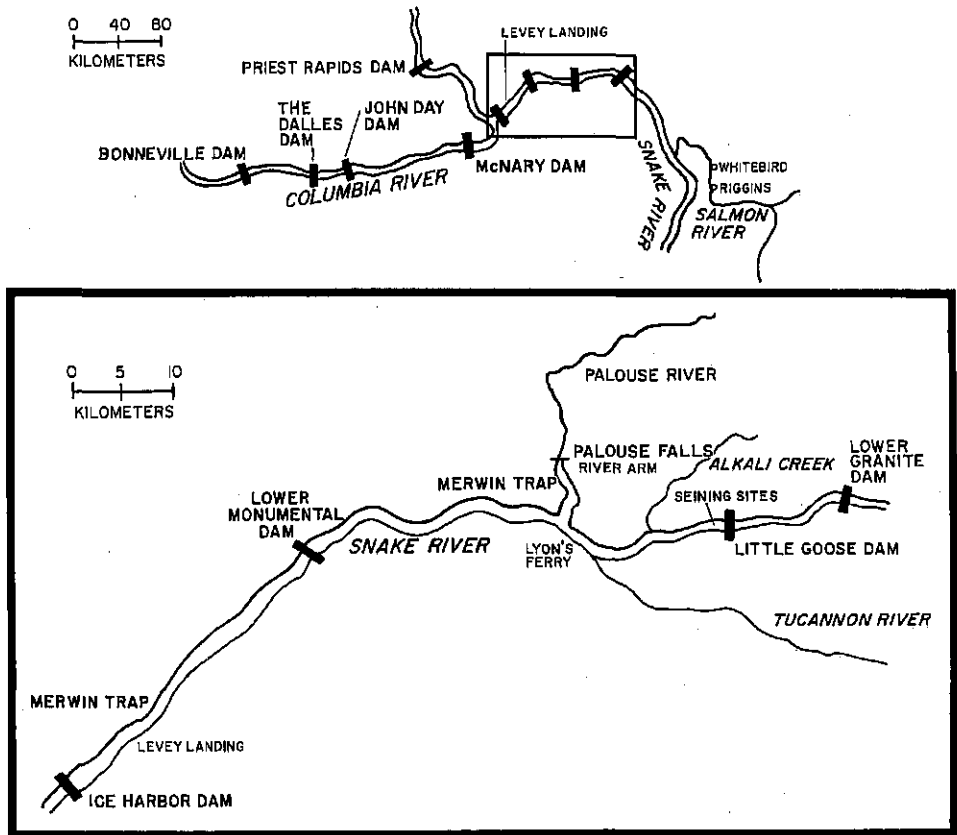 0 40 80
KILOMETERS
LEVEY LANDING
PRIEST RAPIDS DAM
THE
DALLES
DAM
JOHN DAY
DAM
BONNEVILLE DAM
COLUMBIA RIVER
McNARY DAM
SNAKE RIVER
WHITEBIRD
RIGGINS
SALMON
RIVER
0 5 10
KILOMETERS
PALOUSE RIVER
PALOUSE FALLS
RIVER ARM
ALKALI CREEK
LOWER
GRANITE
DAM
MERWIN TRAP
SEINING SITES
LOWER
MONUMENTAL
DAM
SNAKE RIVER
LYON'S
FERRY
LITTLE GOOSE DAM
TUCANNON RIVER
MERWIN TRAP
LEVEY LANDING
ICE HARBOR DAM